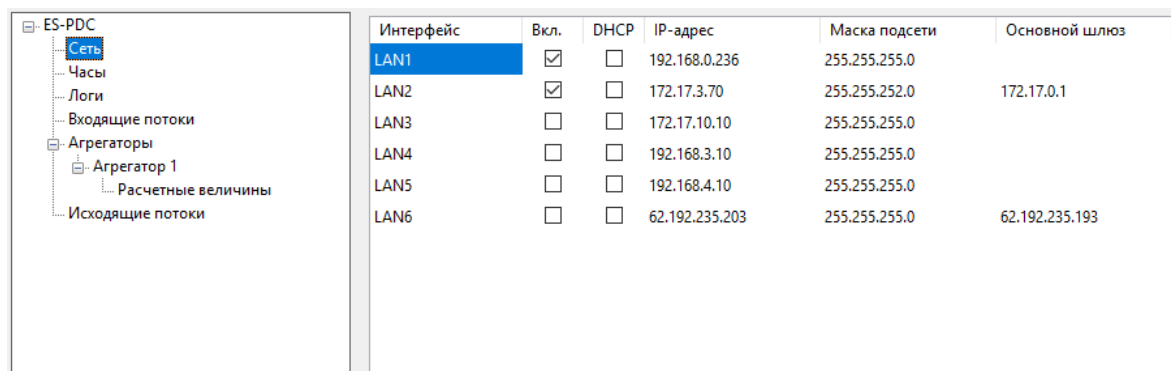 ES-PDC
Сеть
Часы
Логи
Входящие потоки
Агрегаторы
Агрегатор 1
Расчетные величины
Исходящие потоки
Интерфейс Вкл. DHCP IP-адрес Маска подсети Основной шлюз
LAN1 192.168.0.236 255.255.255.0
LAN2 172.17.3.70 255.255.252.0 172.17.0.1
LAN3 172.17.10.10 255.255.255.0
LAN4 192.168.3.10 255.255.255.0
LAN5 192.168.4.10 255.255.255.0
LAN6 62.192.235.203 255.255.255.0 62.192.235.193